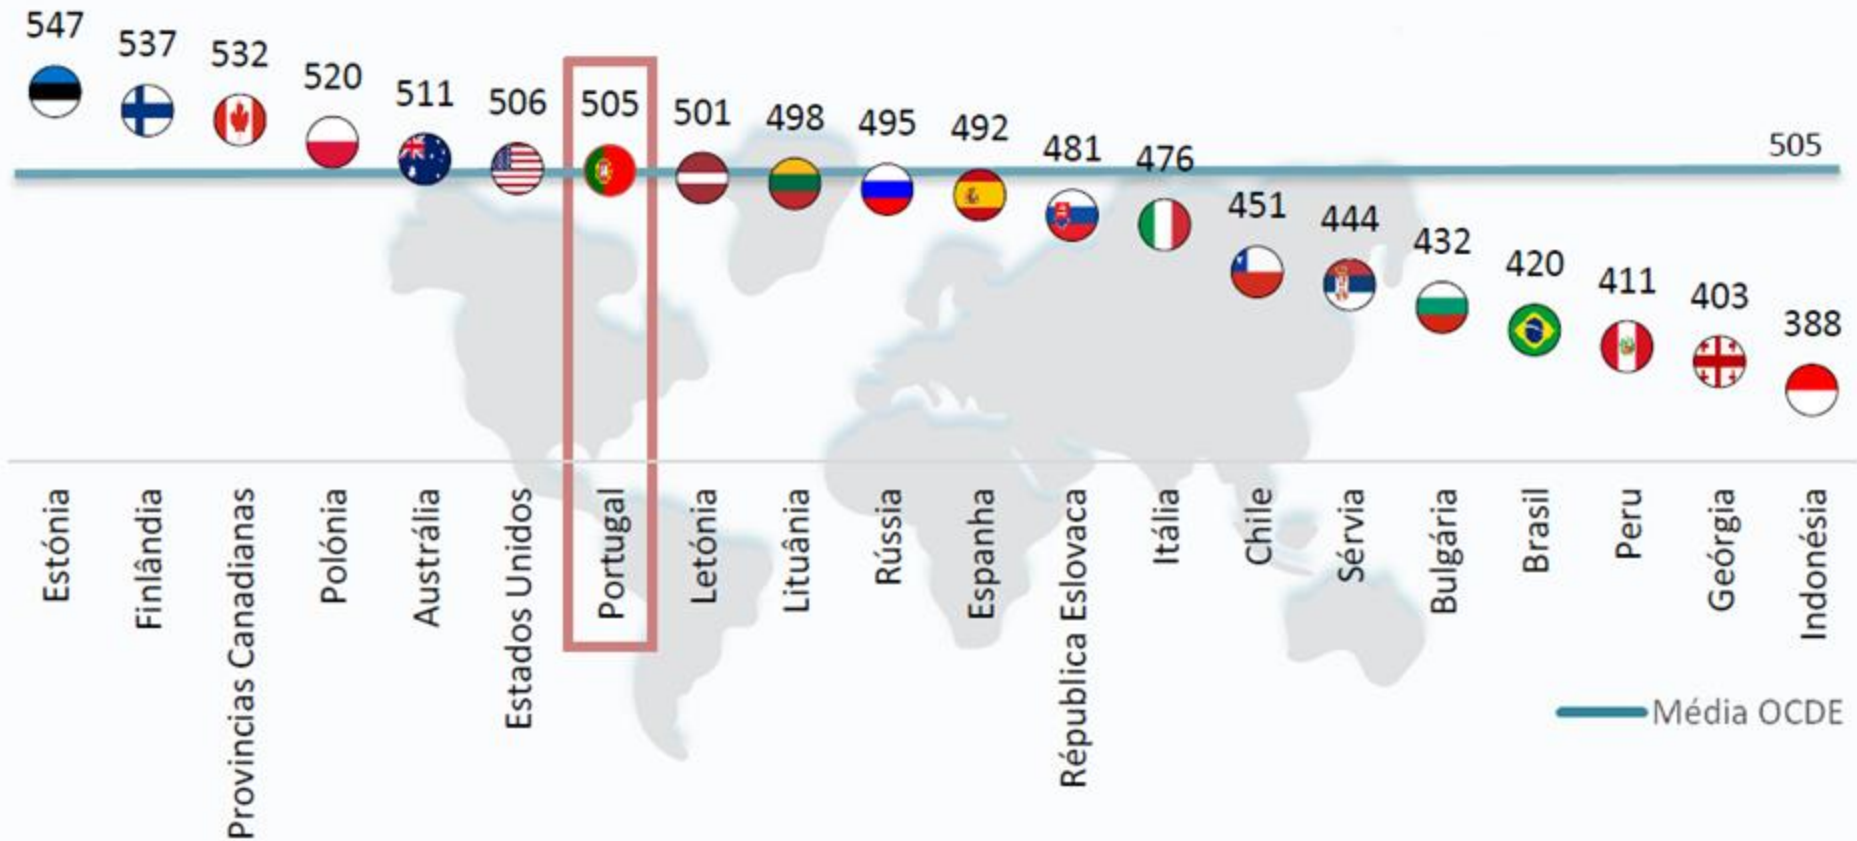 547
537
532
520
511
506
505
501
498
495
492
481
476
451
444
432
420
411
403
388
505
Estónia
Finlândia
Provincias Canadianas
Polónia
Austrália
Estados Unidos
Portugal
Letónia
Lituânia
Rússia
Espanha
Républica Eslovaca
Itália
Chile
Sérvia
Bulgária
Brasil
Peru
Geórgia
Indonésia
Média OCDE